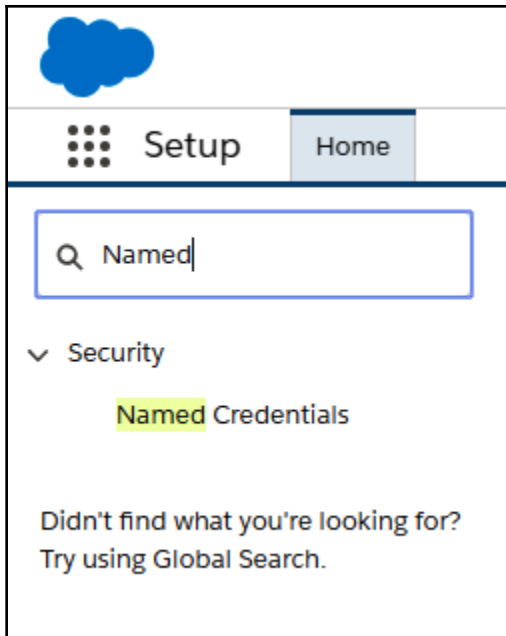 Setup
Home
Named
Security
Named Credentials
Didn't find what you're looking for?
Try using Global Search.